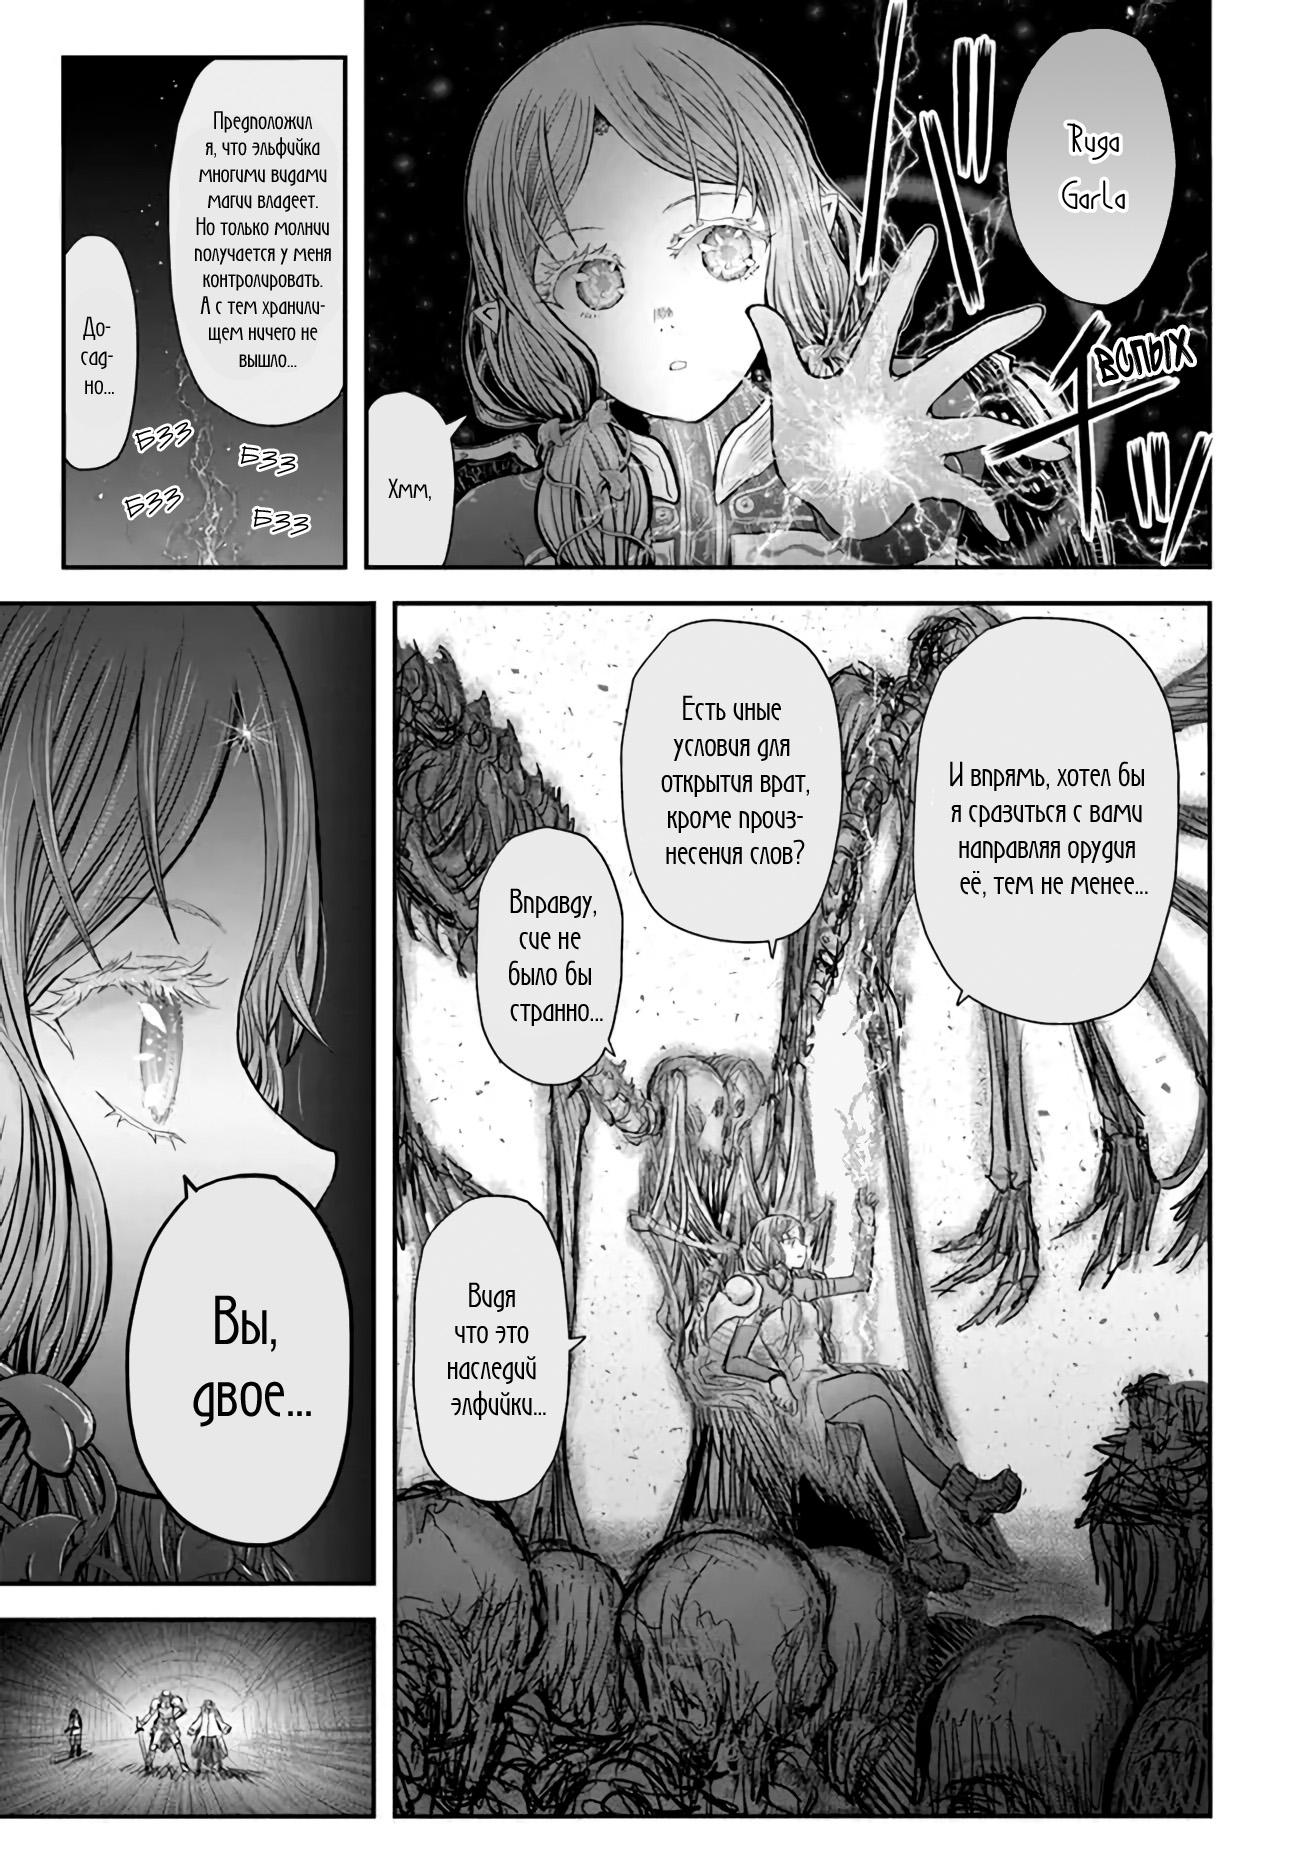 Ruga
Garla
ВСПЫХ
Хмм,
Предположил
я, что эльфийка
многими видами
магии владеет.
Но только молнии
получается у меня
контролировать.
А с тем хранили-
щем ничего не
вышло...
До-
сад-
но...
БЗЗ
БЗЗ
БЗЗ
БЗЗ
И впрямь, хотел бы
я сразиться с вами
направляя орудия
её, тем не менее...
Есть иные
условия для
открытия врат,
кроме произ-
несения слов?
Вправду,
сие не
было бы
странно...
Видя
что это
наследий
элфийки...
Вы,
двое...